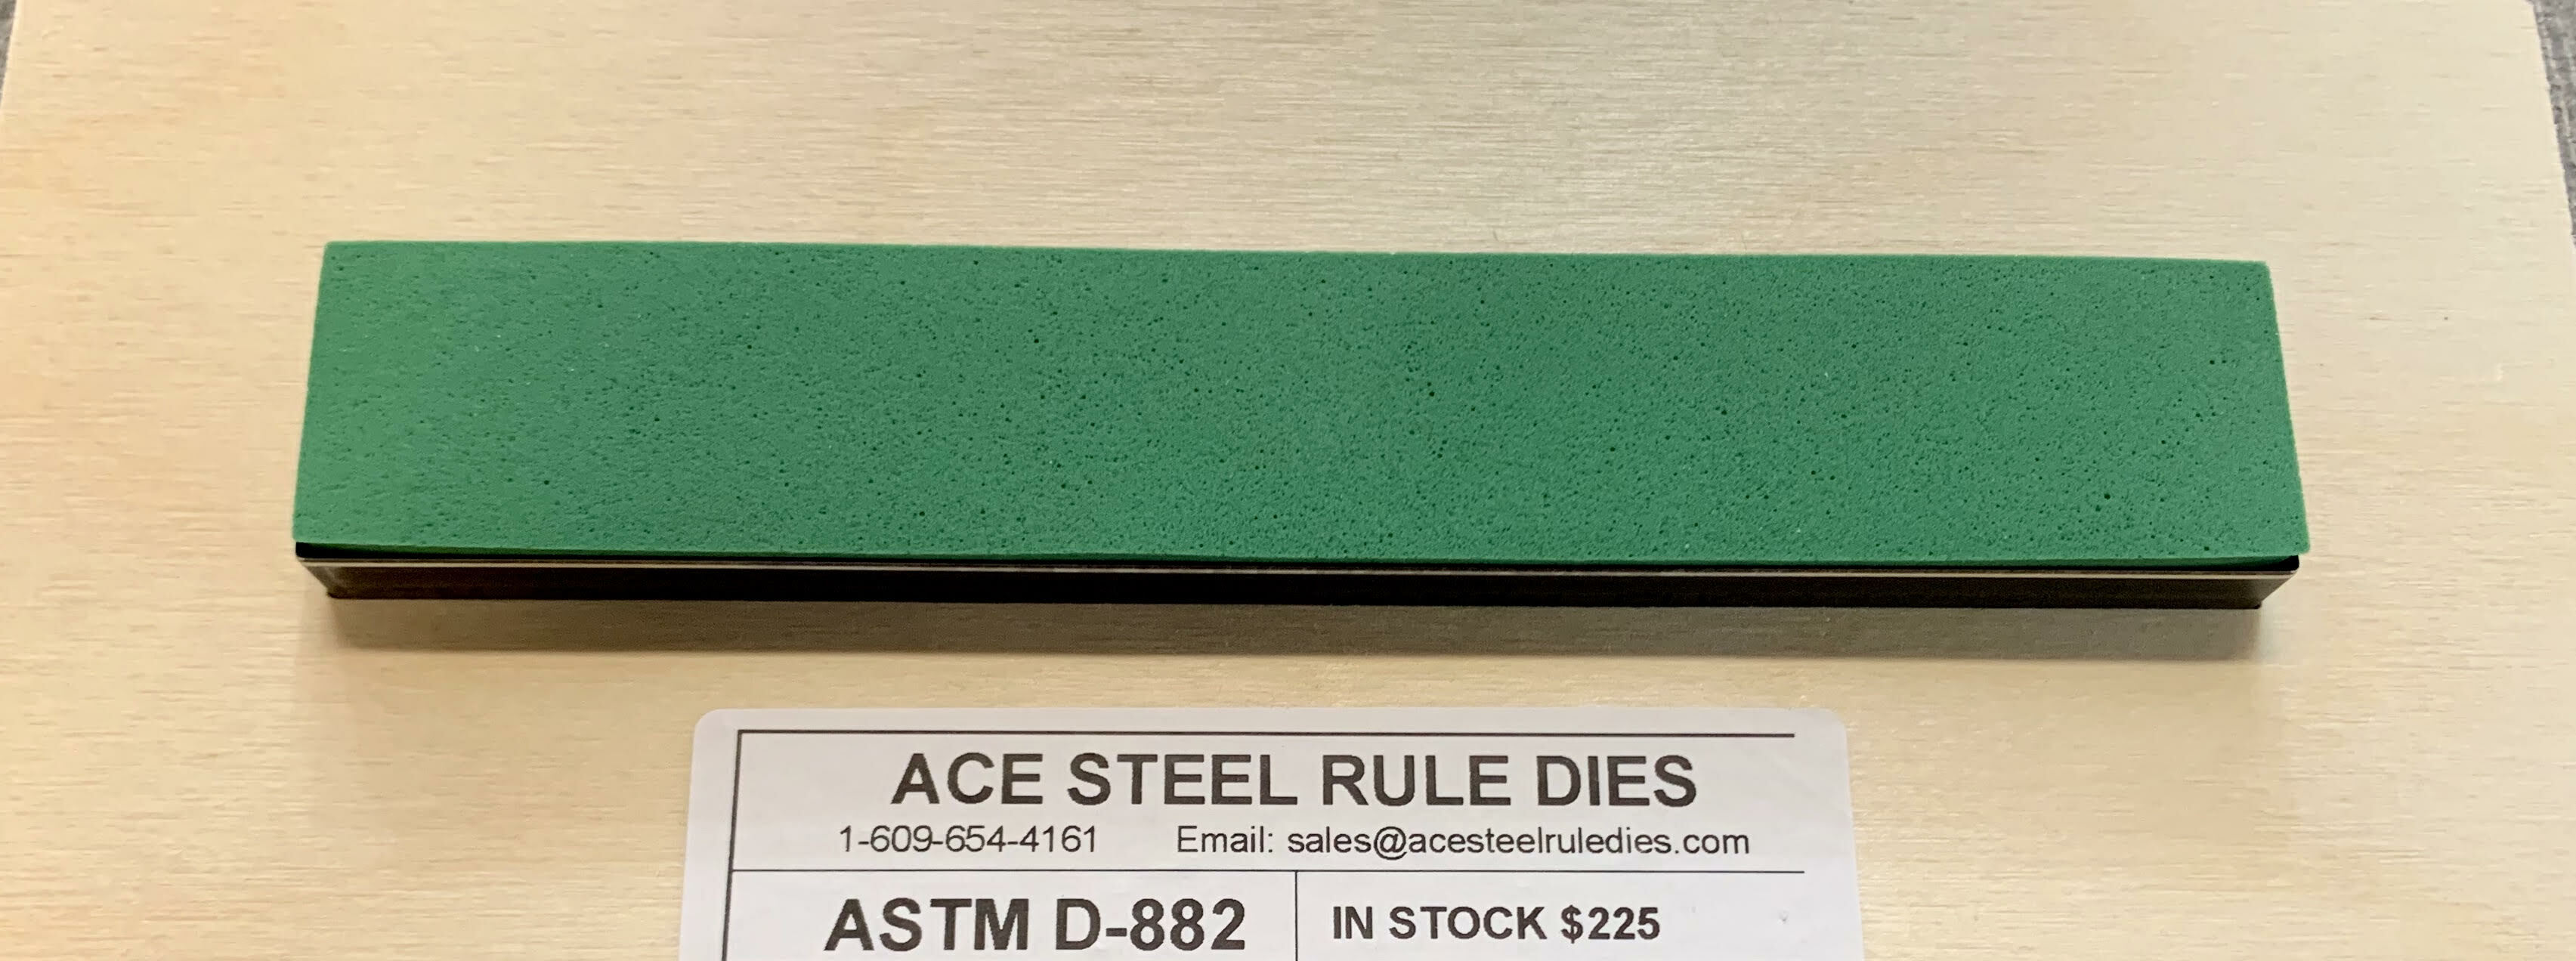 ACE STEEL RULE DIES
1-609-654-4161 Email: sales@acesteelruledies.com
ASTM D-882 IN STOCK $225